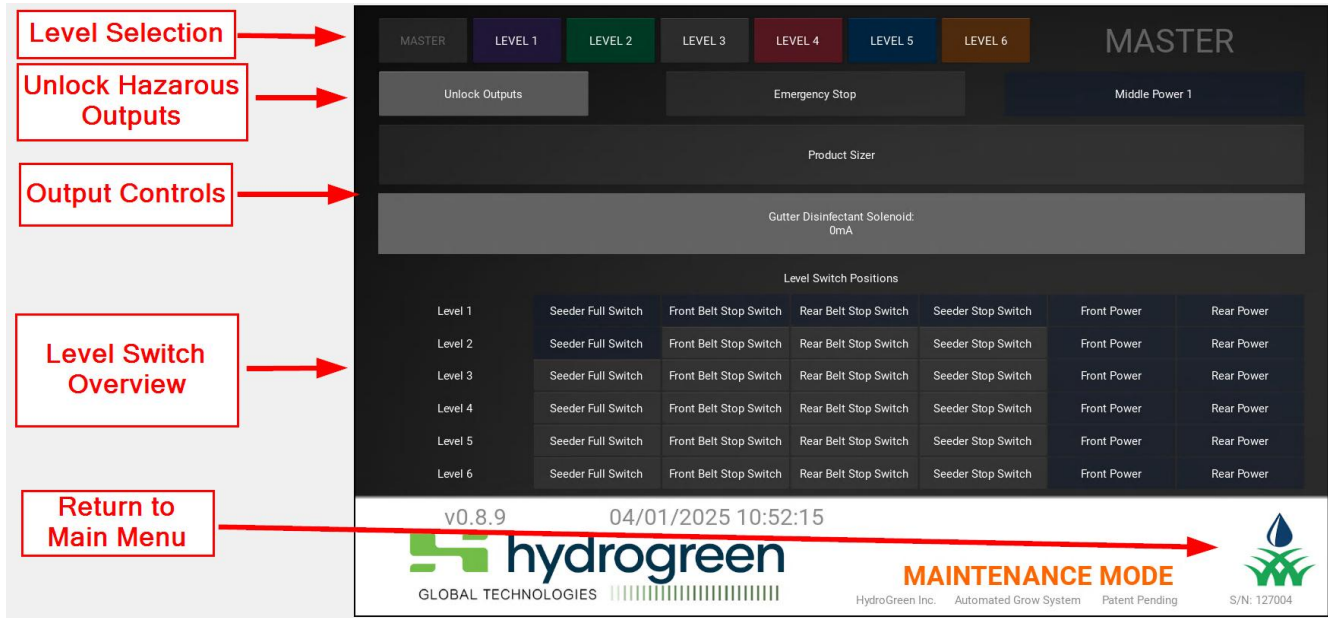 Level Selection
MASTER LEVEL 1 LEVEL 2 LEVEL 3 LEVEL 4 LEVEL 5 LEVEL 6 MASTER
Unlock Hazarous
Outputs
Unlock Outputs Emergency Stop Middle Power 1
Product Sizer
Output Controls
Gutter Disinfectant Solenoid:
0mA
Level Switch Positions
Level 1 Seeder Full Switch Front Belt Stop Switch Rear Belt Stop Switch Seeder Stop Switch Front Power Rear Power
Level 2 Seeder Full Switch Front Belt Stop Switch Rear Belt Stop Switch Seeder Stop Switch Front Power Rear Power
Level Switch
Overview
Level 3 Seeder Full Switch Front Belt Stop Switch Rear Belt Stop Switch Seeder Stop Switch Front Power Rear Power
Level 4 Seeder Full Switch Front Belt Stop Switch Rear Belt Stop Switch Seeder Stop Switch Front Power Rear Power
Level 5 Seeder Full Switch Front Belt Stop Switch Rear Belt Stop Switch Seeder Stop Switch Front Power Rear Power
Level 6 Seeder Full Switch Front Belt Stop Switch Rear Belt Stop Switch Seeder Stop Switch Front Power Rear Power
Return to
Main Menu
v0.8.9 04/01/2025 10:52:15
hydrogreen
GLOBAL TECHNOLOGIES
MAINTENANCE MODE
HydroGreen Inc. Automated Grow System Patent Pending S/N: 127004